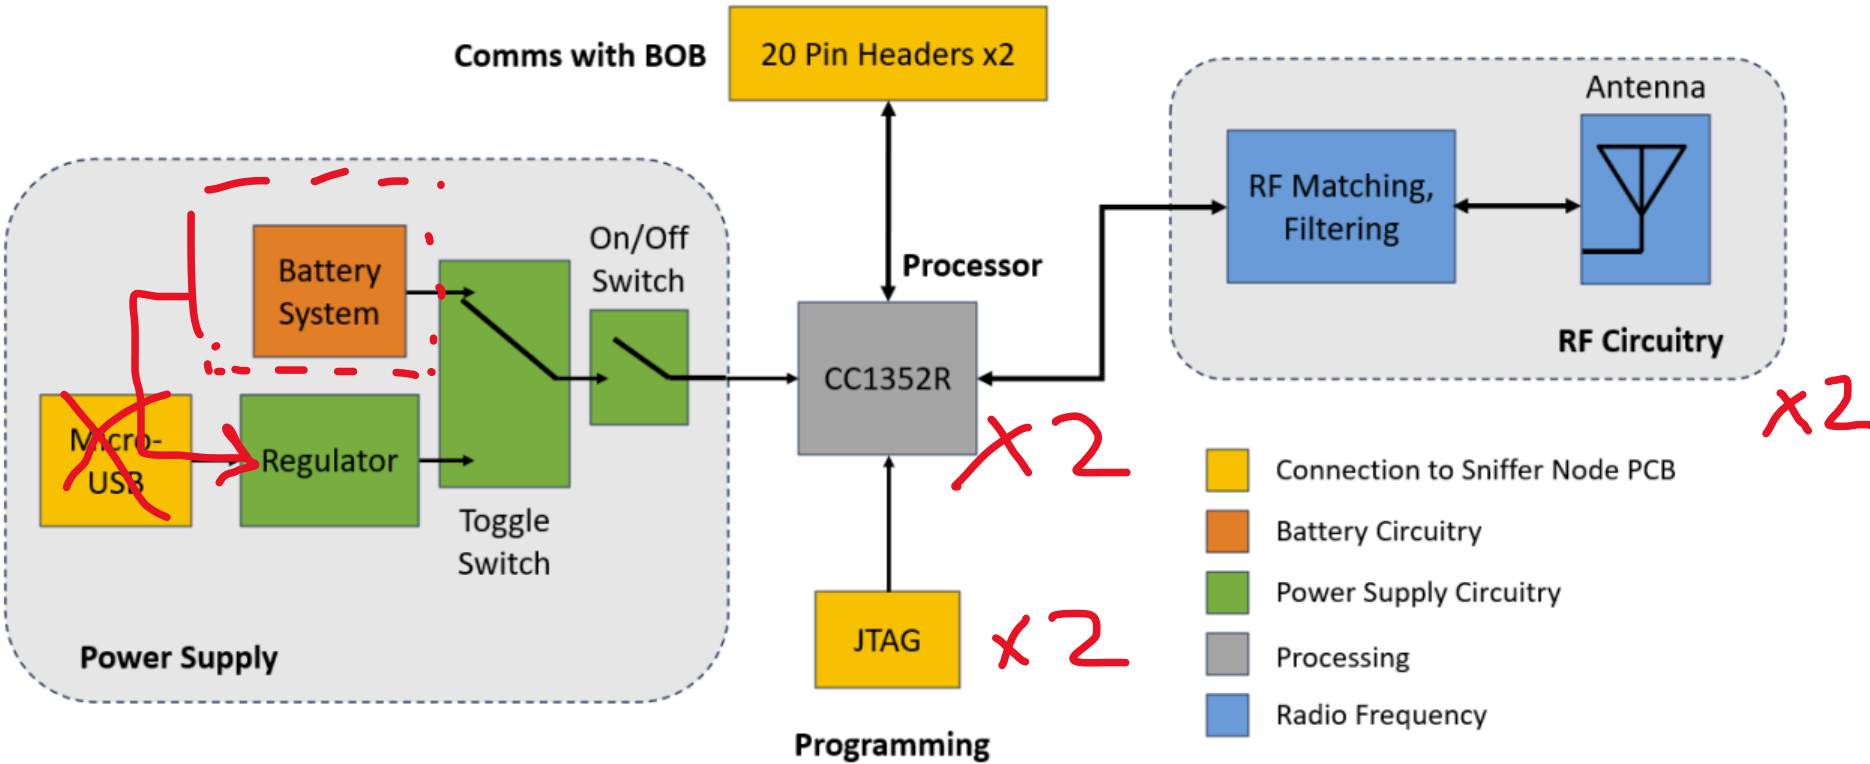 Comms with BOB
20 Pin Headers x2
Antenna
RF Matching,
Filtering
RF Circuitry
x2
On/Off
Switch
Battery
System
Processor
CC1352R
x2
Micro-
USB
Regulator
Toggle
Switch
Power Supply
JTAG
x2
Programming
Connection to Sniffer Node PCB
Battery Circuitry
Power Supply Circuitry
Processing
Radio Frequency